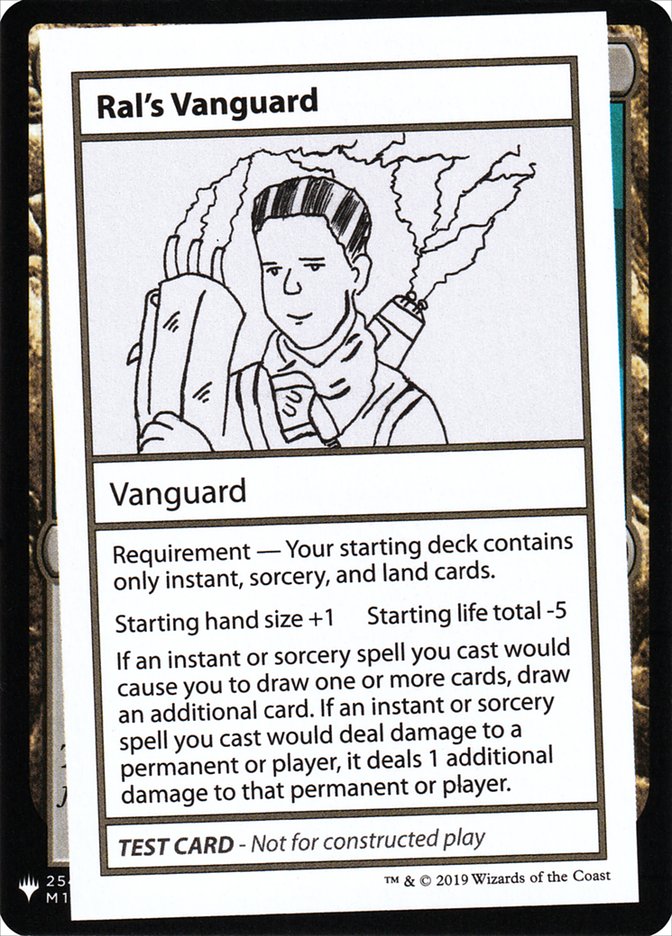 Ral's Vanguard
Vanguard
Requirement — Your starting deck contains
only instant, sorcery, and land cards.
Starting hand size +1 Starting life total -5
If an instant or sorcery spell you cast would
cause you to draw one or more cards, draw
an additional card. If an instant or sorcery
spell you cast would deal damage to a
permanent or player, it deals 1 additional
damage to that permanent or player.
TEST CARD - Not for constructed play
™ & © 2019 Wizards of the Coast